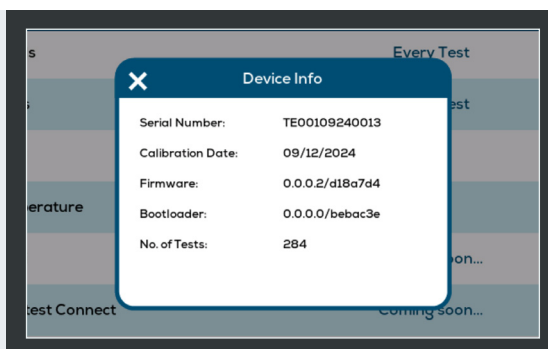 s
Every Test
Device Info
s
est
Serial Number: TE00109240013
Calibration Date: 09/12/2024
Firmware: 0.0.0.2/d18a7d4
erature
Bootloader: 0.0.0.0/bebac3e
No. of Tests: 284
oon...
test Connect
Coming soon...